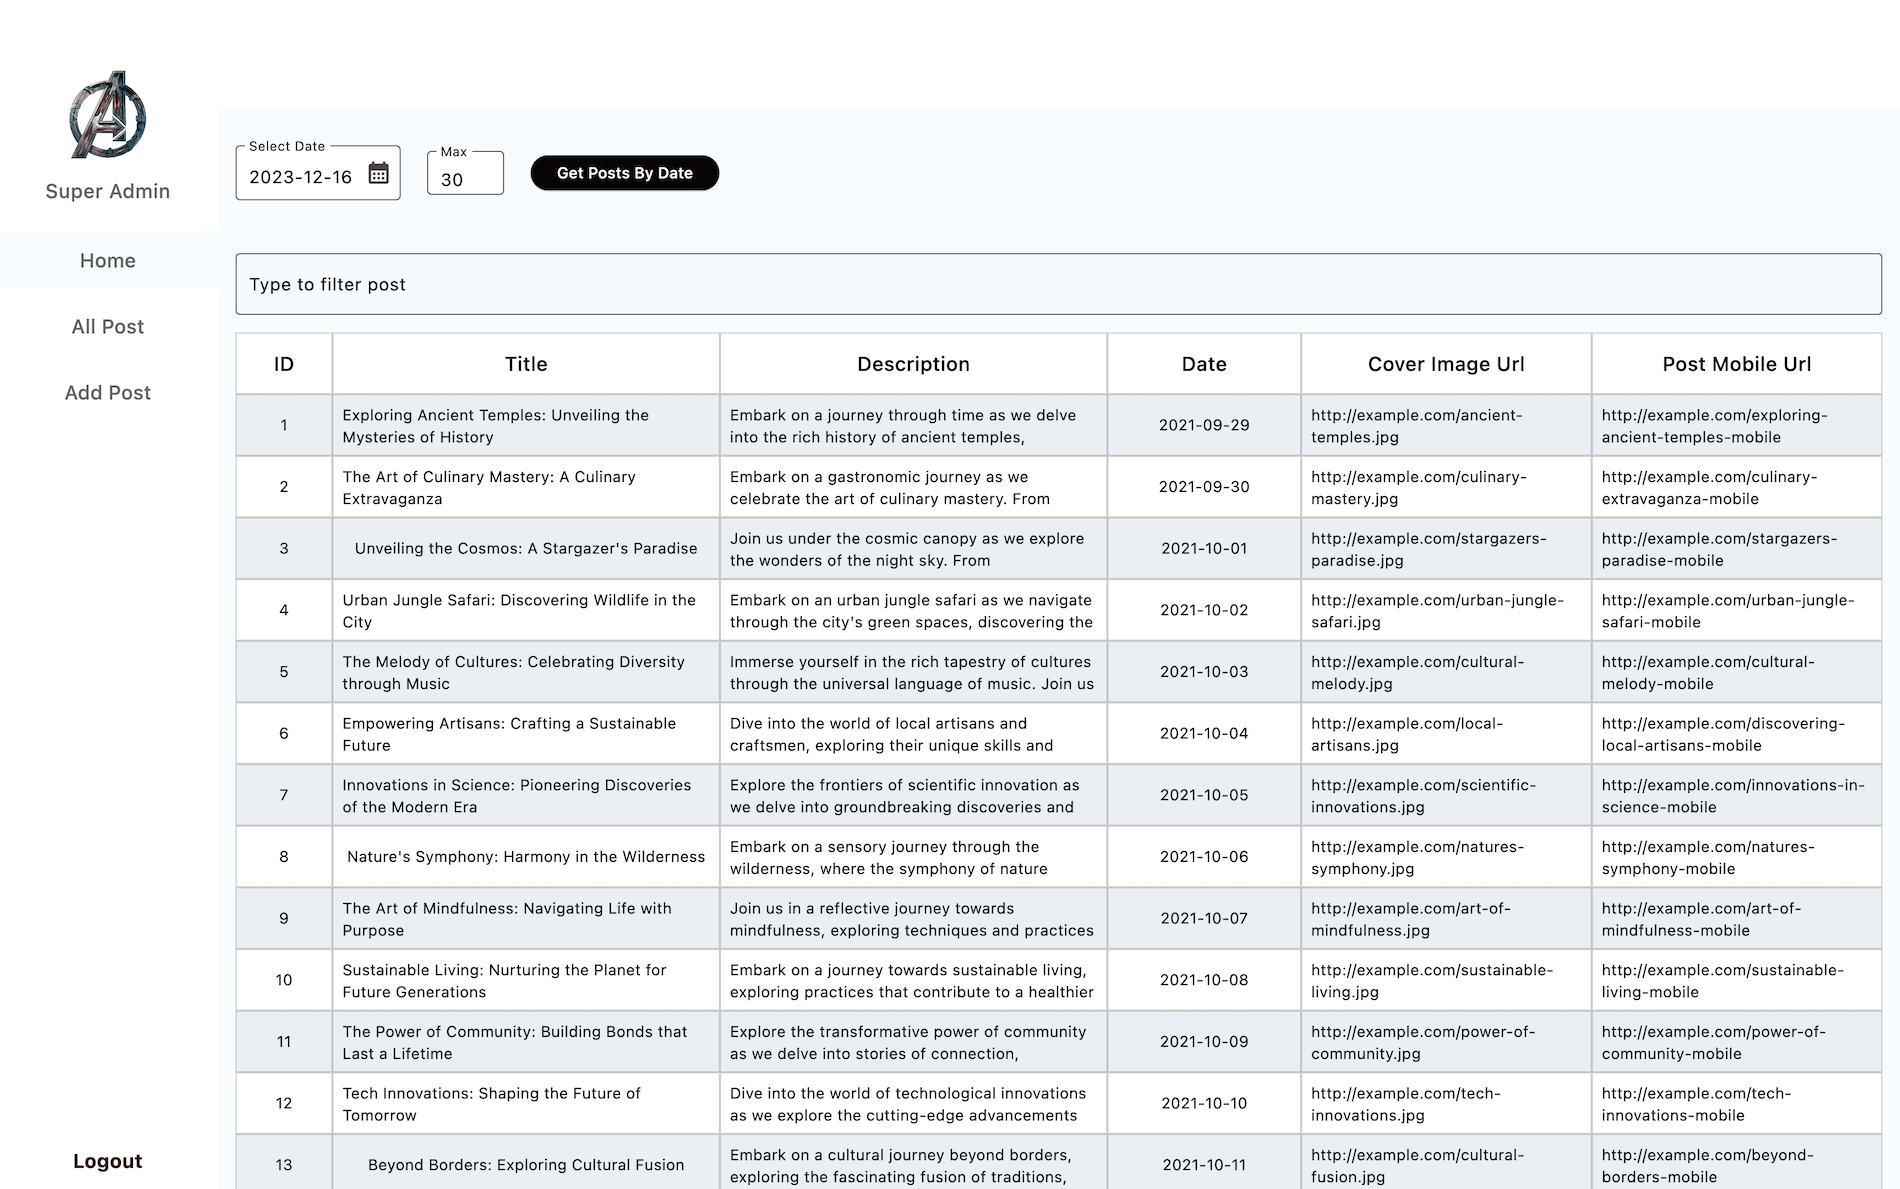 Super Admin
Home
All Post
Add Post
Logout
Select Date
2023-12-16
Max
30
Get Posts By Date
Type to filter post
ID Title Description Date Cover Image Url Post Mobile Url
1 Exploring Ancient Temples: Unveiling the Embark on a journey through time as we delve 2021-09-29 http://example.com/ancient- http://example.com/exploring-
Mysteries of History into the rich history of ancient temples, temples.jpg ancient-temples-mobile
2 The Art of Culinary Mastery: A Culinary Embark on a gastronomic journey as we 2021-09-30 http://example.com/culinary- http://example.com/culinary-
Extravaganza celebrate the art of culinary mastery. From mastery.jpg extravaganza-mobile
3 Unveiling the Cosmos: A Stargazer's Paradise Join us under the cosmic canopy as we explore 2021-10-01 http://example.com/stargazers- http://example.com/stargazers-
the wonders of the night sky. From paradise.jpg paradise-mobile
4 Urban Jungle Safari: Discovering Wildlife in the Embark on an urban jungle safari as we navigate 2021-10-02 http://example.com/urban-jungle- http://example.com/urban-jungle-
City through the city's green spaces, discovering the safari.jpg safari-mobile
5 The Melody of Cultures: Celebrating Diversity Immerse yourself in the rich tapestry of cultures 2021-10-03 http://example.com/cultural- http://example.com/cultural-
through Music through the universal language of music. Join us melody.jpg melody-mobile
6 Empowering Artisans: Crafting a Sustainable Dive into the world of local artisans and 2021-10-04 http://example.com/local- http://example.com/discovering-
Future craftsmen, exploring their unique skills and artisans.jpg local-artisans-mobile
7 Innovations in Science: Pioneering Discoveries Explore the frontiers of scientific innovation as 2021-10-05 http://example.com/scientific- http://example.com/innovations-in-
of the Modern Era we delve into groundbreaking discoveries and innovations.jpg science-mobile
8 Nature's Symphony: Harmony in the Wilderness Embark on a sensory journey through the 2021-10-06 http://example.com/natures- http://example.com/natures-
wilderness, where the symphony of nature symphony.jpg symphony-mobile
9 The Art of Mindfulness: Navigating Life with Join us in a reflective journey towards 2021-10-07 http://example.com/art-of- http://example.com/art-of-
Purpose mindfulness, exploring techniques and practices mindfulness.jpg mindfulness-mobile
10 Sustainable Living: Nurturing the Planet for Embark on a journey towards sustainable living, 2021-10-08 http://example.com/sustainable- http://example.com/sustainable-
Future Generations exploring practices that contribute to a healthier living.jpg living-mobile
11 The Power of Community: Building Bonds that Explore the transformative power of community 2021-10-09 http://example.com/power-of- http://example.com/power-of-
Last a Lifetime as we delve into stories of connection, community.jpg community-mobile
12 Tech Innovations: Shaping the Future of Dive into the world of technological innovations 2021-10-10 http://example.com/tech- http://example.com/tech-
Tomorrow as we explore the cutting-edge advancements innovations.jpg innovations-mobile
13 Beyond Borders: Exploring Cultural Fusion Embark on a cultural journey beyond borders, 2021-10-11 http://example.com/cultural- http://example.com/beyond-
exploring the fascinating fusion of traditions, fusion.jpg borders-mobile